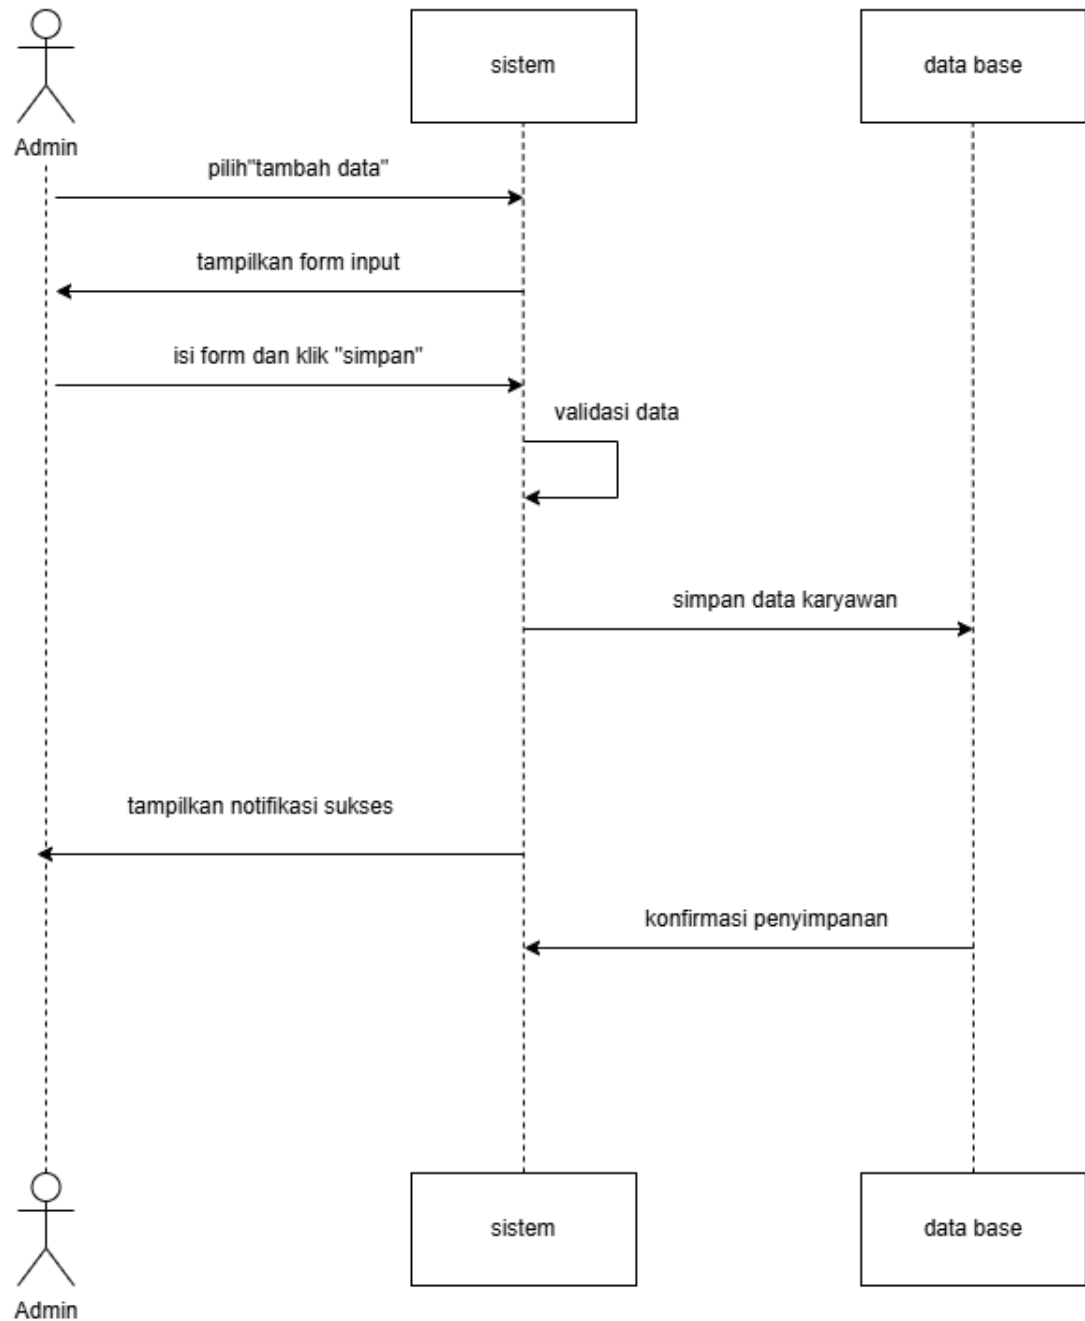 sistem
data base
Admin
pilih"tambah data"
tampilkan form input
isi form dan klik "simpan"
validasi data
simpan data karyawan
tampilkan notifikasi sukses
konfirmasi penyimpanan
sistem
data base
Admin